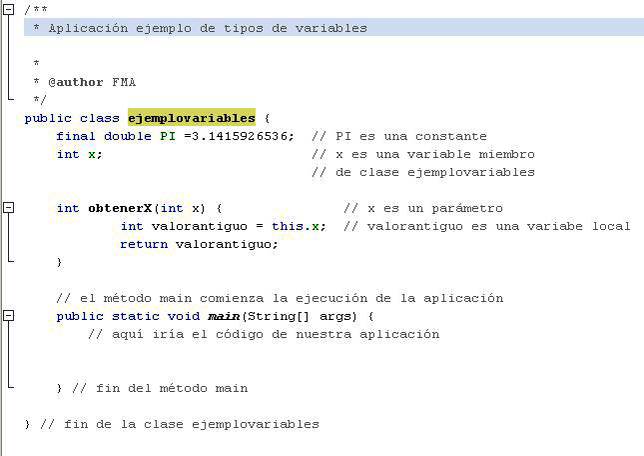 /**
* Aplicación ejemplo de tipos de variables
*
* @author FMA
*/
public class ejemplovariables {
final double PI =3.1415926536; // PI es una constante
int x; // x es una variable miembro
// de clase ejemplovariables
int obtenerX(int x) { // x es un parámetro
int valorantiguo = this.x; // valorantiguo es una variabe local
return valorantiguo;
}
// el método main comienza la ejecución de la aplicación
public static void main(String[] args) {
// aquí iría el código de nuestra aplicación
} // fin del método main
} // fin de la clase ejemplovariables